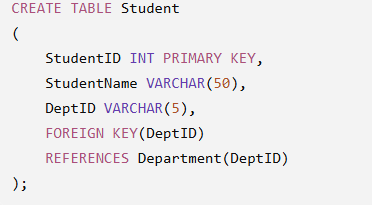 CREATE TABLE Student
(
    StudentID INT PRIMARY KEY,
    StudentName VARCHAR(50),
    DeptID VARCHAR(5),
    FOREIGN KEY(DeptID)
    REFERENCES Department(DeptID)
);